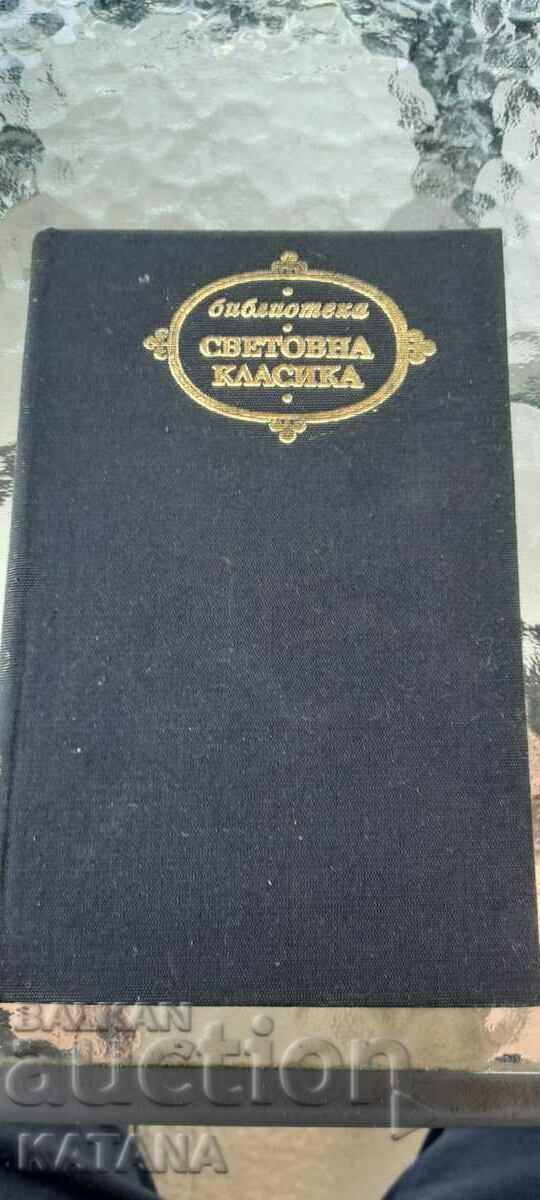 библиотека
СВЕТОВНА
КЛАСИКА
BALKAN
auction
KATANA